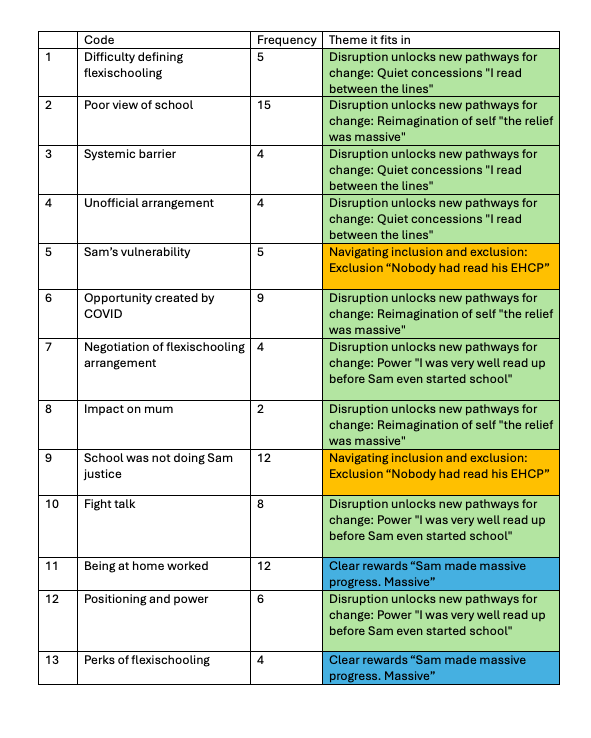 Code Frequency Theme it fits in
1 Difficulty defining 5 Disruption unlocks new pathways for
flexischooling change: Quiet concessions "I read
between the lines"
2 Poor view of school 15 Disruption unlocks new pathways for
change: Reimagination of self "the relief
was massive"
3 Systemic barrier 4 Disruption unlocks new pathways for
change: Quiet concessions "I read
between the lines"
4 Unofficial arrangement 4 Disruption unlocks new pathways for
change: Quiet concessions "I read
between the lines"
5 Sam’s vulnerability 5 Navigating inclusion and exclusion:
Exclusion “Nobody had read his EHCP”
6 Opportunity created by 9 Disruption unlocks new pathways for
COVID change: Reimagination of self "the relief
was massive"
7 Negotiation of flexischooling 4 Disruption unlocks new pathways for
arrangement change: Power "I was very well read up
before Sam even started school"
8 Impact on mum 2 Disruption unlocks new pathways for
change: Reimagination of self "the relief
was massive"
9 School was not doing Sam 12 Navigating inclusion and exclusion:
justice Exclusion “Nobody had read his EHCP”
10 Fight talk 8 Disruption unlocks new pathways for
change: Power "I was very well read up
before Sam even started school"
11 Being at home worked 12 Clear rewards “Sam made massive
progress. Massive”
12 Positioning and power 6 Disruption unlocks new pathways for
change: Power "I was very well read up
before Sam even started school"
13 Perks of flexischooling 4 Clear rewards “Sam made massive
progress. Massive”